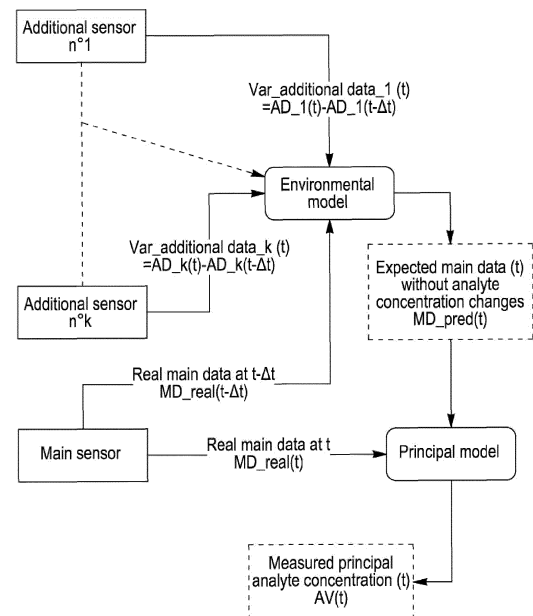 Additional sensor
n°1
Var_additional data_1 (t)
=AD_1(t)-AD_1(t-Δt)
Environmental
model
Var_additional data_k (t)
=AD_k(t)-AD_k(t-Δt)
Expected main data (t)
without analyte
concentration changes
MD_pred(t)
Additional sensor
n°k
Real main data at t-Δt
MD_real(t-Δt)
Main sensor
Real main data at t
MD_real(t)
Principal model
Measured principal
analyte concentration (t)
AV(t)